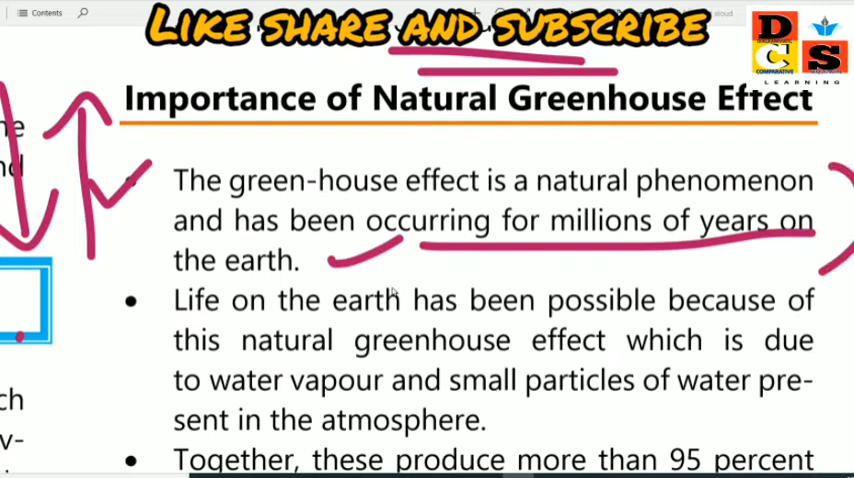 Contents
LIKE SHARE AND SUBSCRIBE
D C S
COMPARATIVE
LEARNING
Importance of Natural Greenhouse Effect
The green-house effect is a natural phenomenon
and has been occurring for millions of years on
the earth.
• Life on the earth has been possible because of
this natural greenhouse effect which is due
to water vapour and small particles of water pre-
sent in the atmosphere.
• Together, these produce more than 95 percent
ch
v-